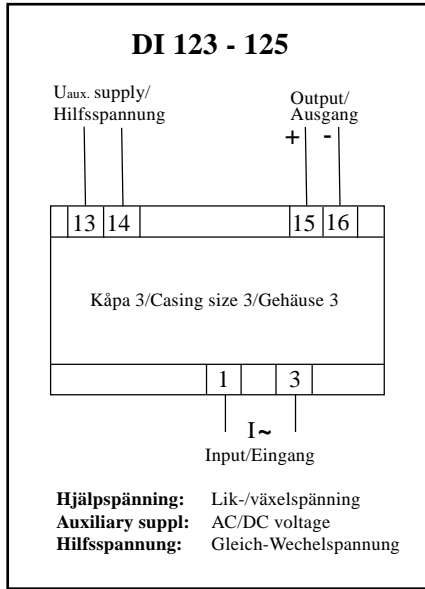 DI 123 - 125
Uaux. supply/
Hilfsspannung
Output/
Ausgang
+ -
13 14 15 16
Kåpa 3/Casing size 3/Gehäuse 3
1 3
I~
Input/Eingang
Hjälpspänning: Lik-/växelspänning
Auxiliary suppl: AC/DC voltage
Hilfsspannung: Gleich-Wechelspannung